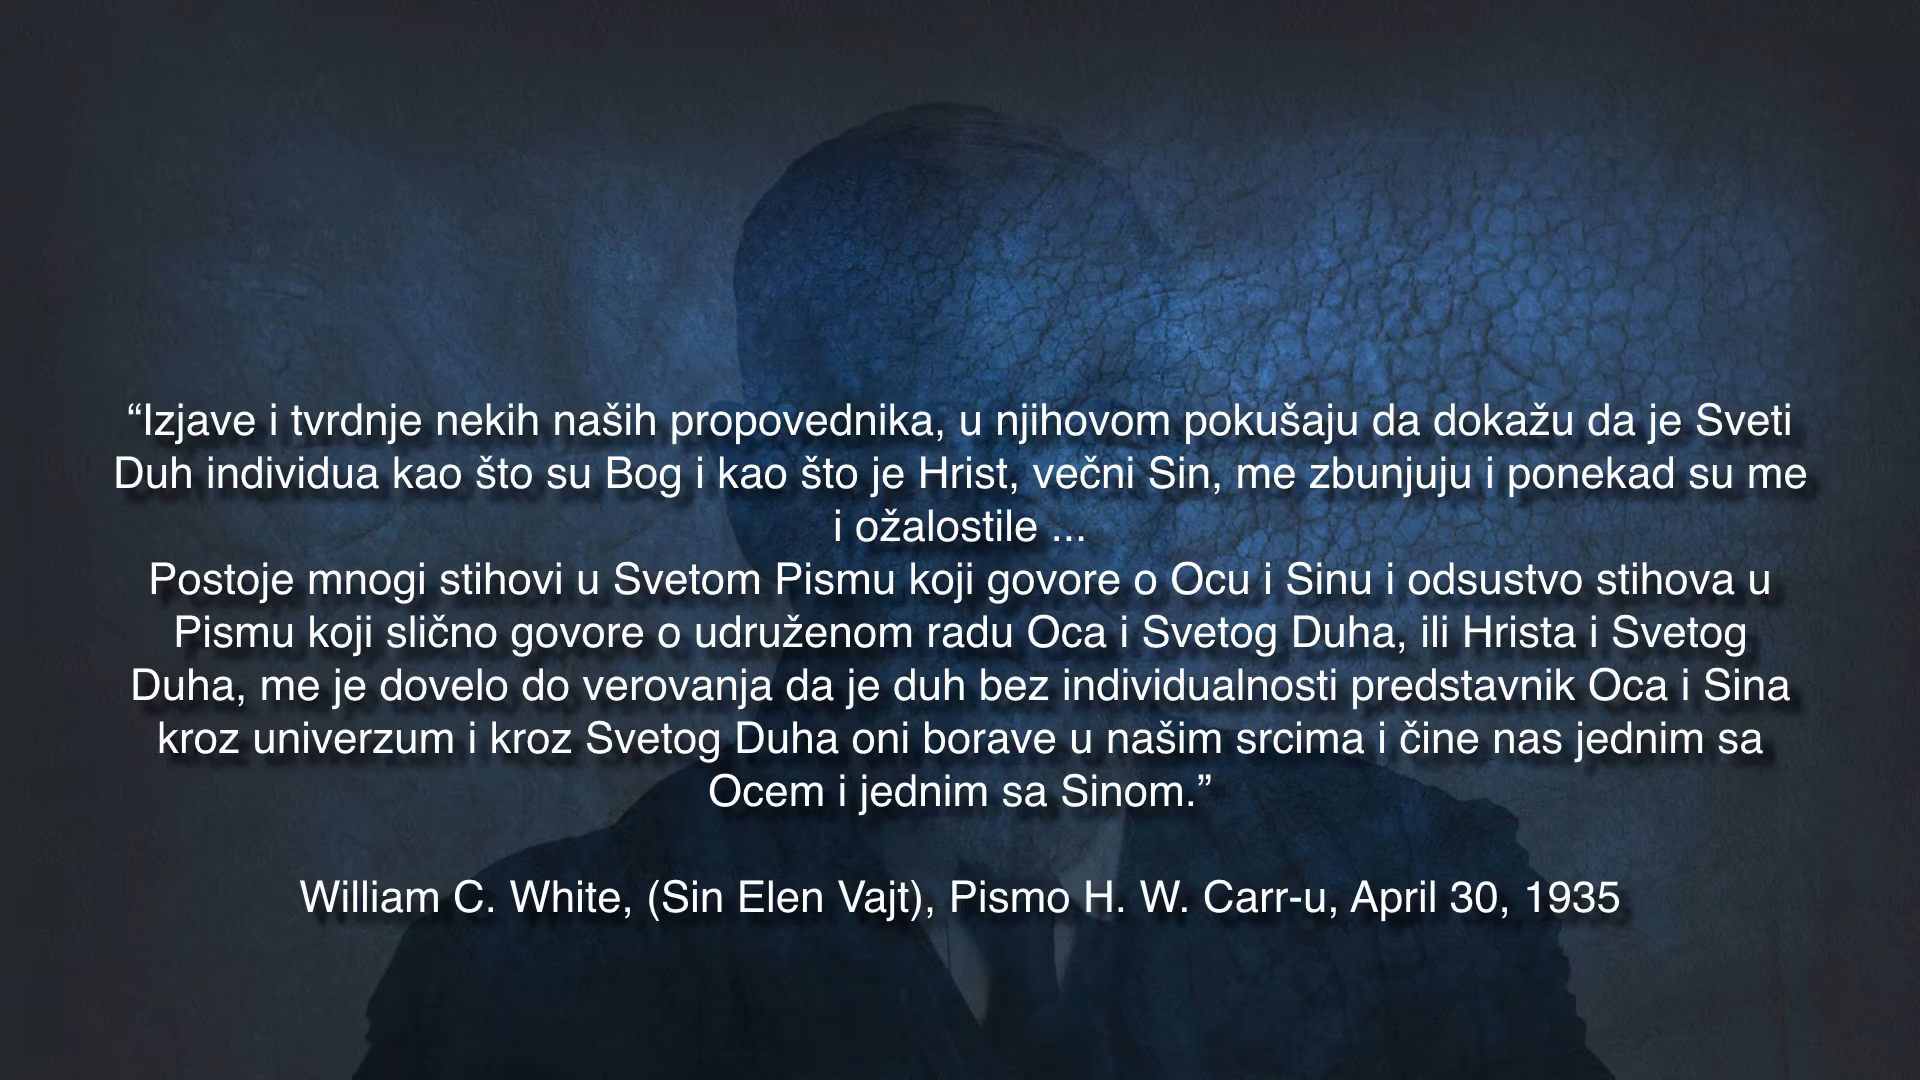 “Izjave i tvrdnje nekih naših propovednika, u njihovom pokušaju da dokažu da je Sveti
Duh individua kao što su Bog i kao što je Hrist, večni Sin, me zbunjuju i ponekad su me
i ožalostile ...
Postoje mnogi stihovi u Svetom Pismu koji govore o Ocu i Sinu i odsustvo stihova u
Pismu koji slično govore o udruženom radu Oca i Svetog Duha, ili Hrista i Svetog
Duha, me je dovelo do verovanja da je duh bez individualnosti predstavnik Oca i Sina
kroz univerzum i kroz Svetog Duha oni borave u našim srcima i čine nas jednim sa
Ocem i jednim sa Sinom.”
William C. White, (Sin Elen Vajt), Pismo H. W. Carr-u, April 30, 1935